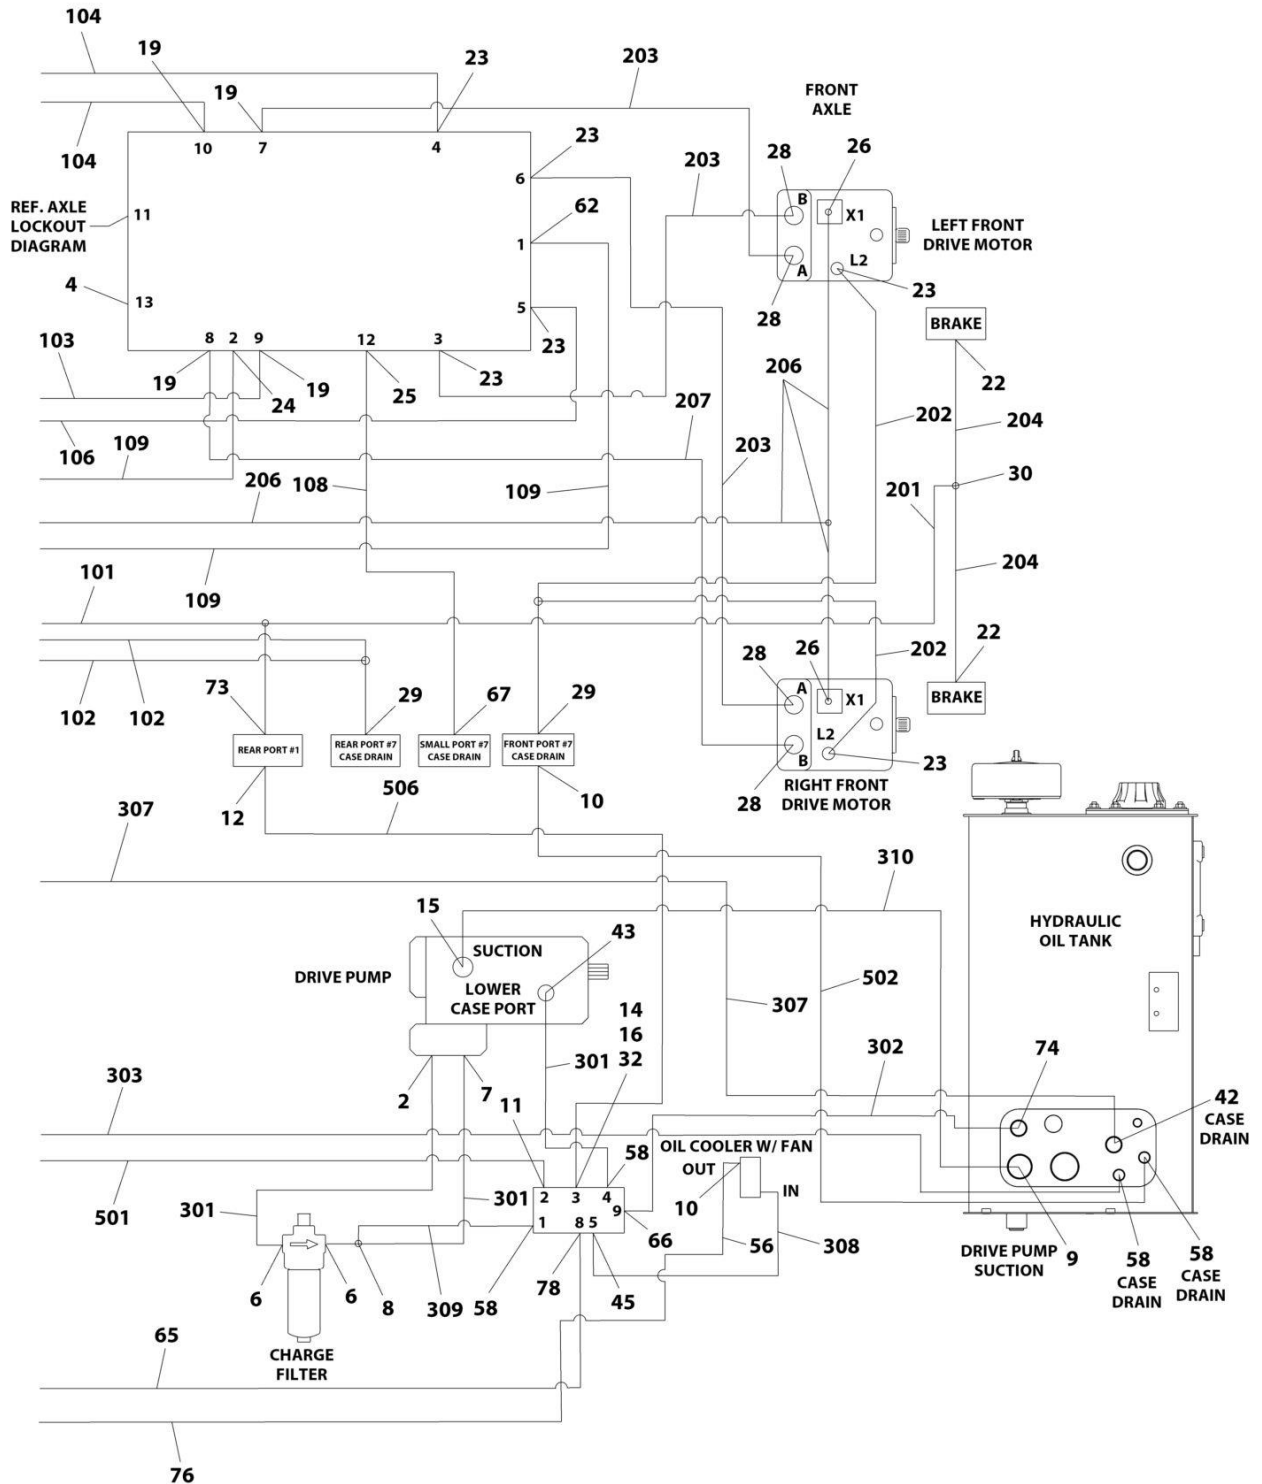 104
19
23
203
FRONT
AXLE
19
104
10
7
4
23
203
28
26
6
B
X1
REF. AXLE
LOCKOUT
DIAGRAM
11
62
LEFT FRONT
DRIVE MOTOR
1
A
L2
4
13
5
23
23
28
BRAKE
103
8
2
9
12
3
19
24
19
25
23
206
22
207
202
204
106
109
203
206
108
109
201
30
101
109
204
22
202
28
26
73
29
67
29
A
X1
BRAKE
102
102
L2
REAR PORT #1
REAR PORT #7
CASE DRAIN
SMALL PORT #7
CASE DRAIN
FRONT PORT #7
CASE DRAIN
B
23
RIGHT FRONT
DRIVE MOTOR
12
506
10
28
307
310
15
43
HYDRAULIC
OIL TANK
SUCTION
DRIVE PUMP
LOWER
CASE PORT
502
14
307
16
302
74
303
301
32
2
7
42
CASE
DRAIN
11
58
OIL COOLER W/ FAN
OUT
501
301
301
2
3
4
IN
9
1
8
5
10
66
56
308
DRIVE PUMP
SUCTION
9
58
CASE
DRAIN
58
CASE
DRAIN
6
6
8
309
58
78
45
65
CHARGE
FILTER
76